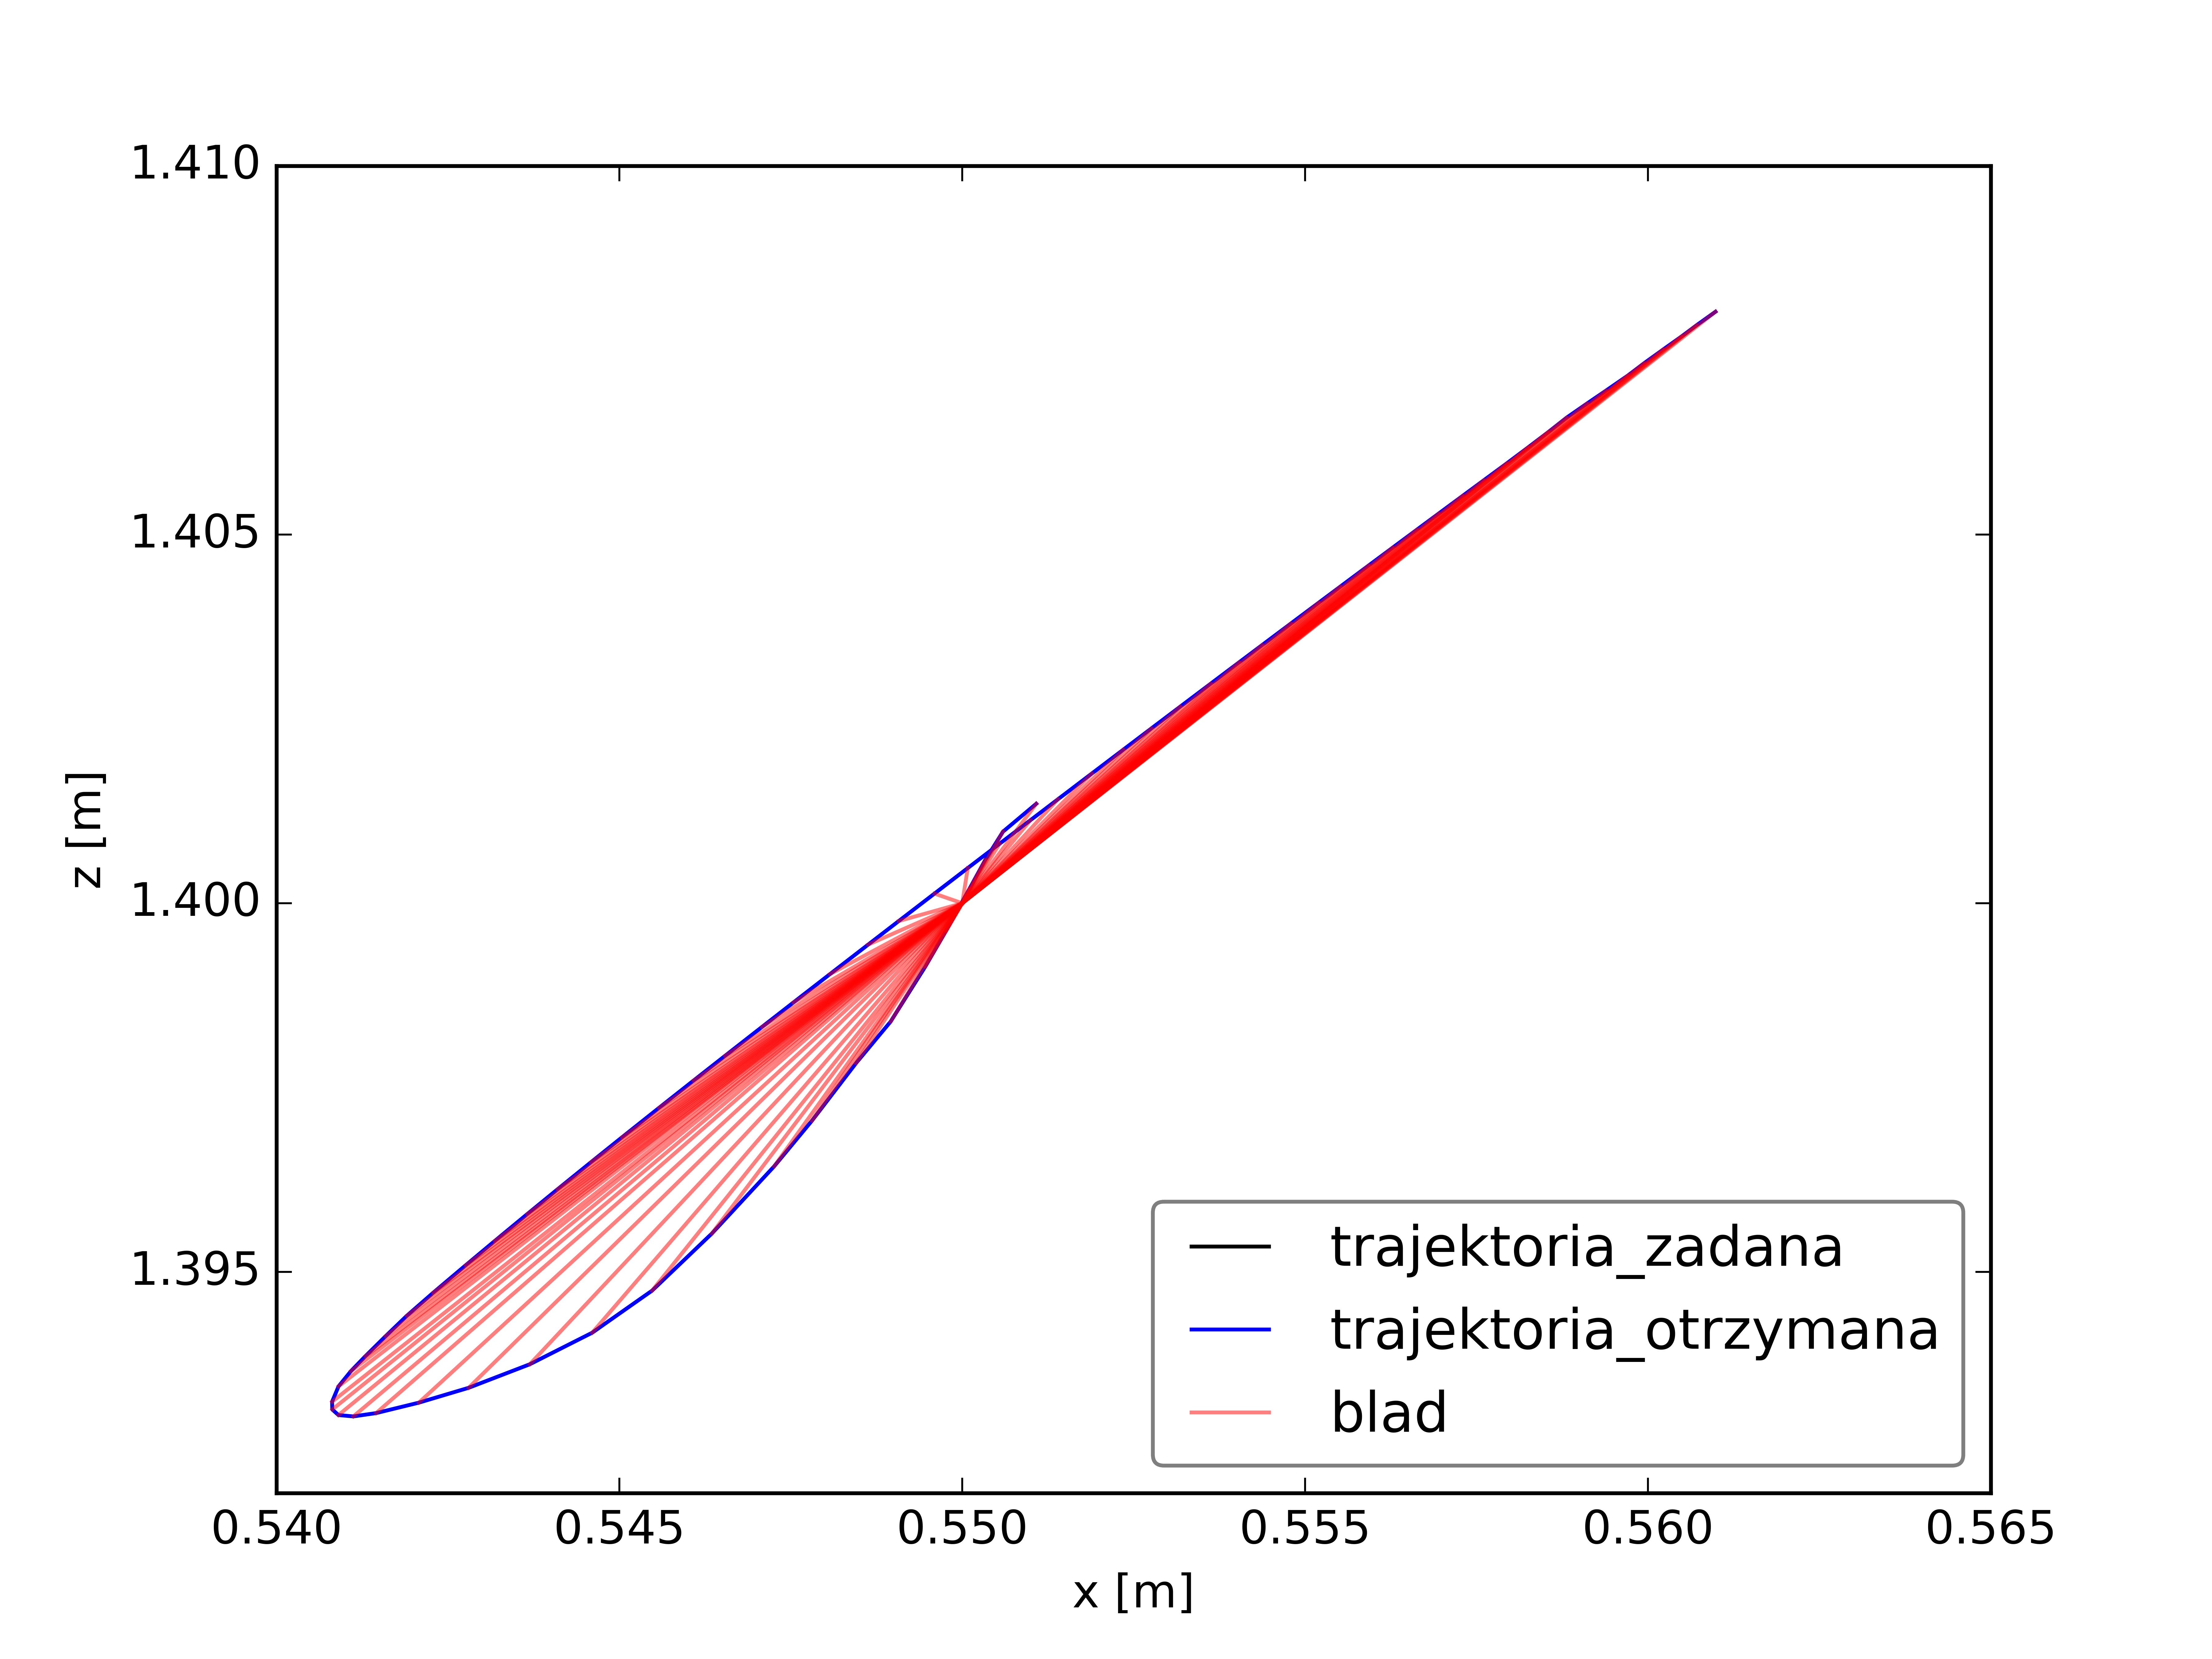 1.410
1.405
1.400
1.395
z [m]
0.540 0.545 0.550 0.555 0.560 0.565
x [m]
trajektoria_zadana
trajektoria_otrzymana
blad